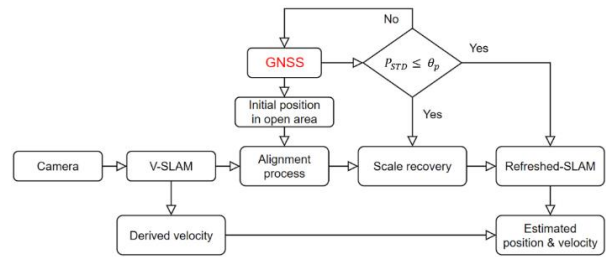 No
GNSS
P_STD ≤ θ_p
Yes
Initial position
in open area
Yes
Camera
V-SLAM
Alignment
process
Scale recovery
Refreshed-SLAM
Derived velocity
Estimated
position & velocity